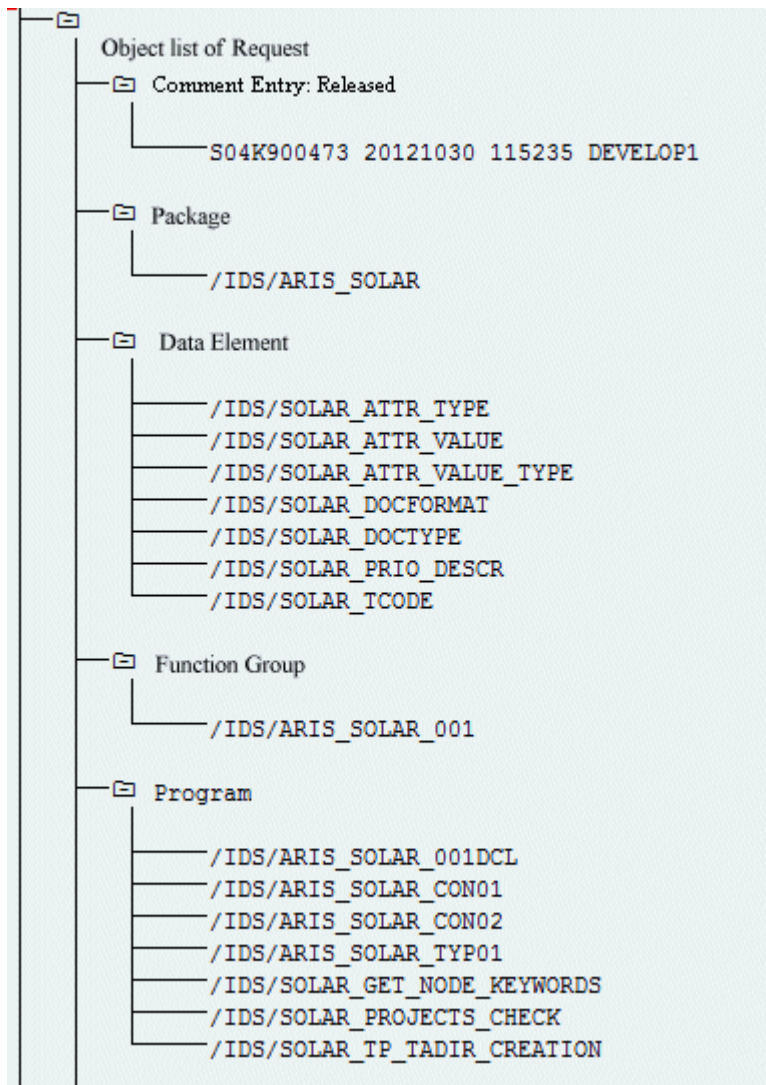 Object list of Request
Comment Entry: Released
S04K900473 20121030 115235 DEVELOP1
Package
/IDS/ARIS_SOLAR
Data Element
/IDS/SOLAR_ATTR_TYPE
/IDS/SOLAR_ATTR_VALUE
/IDS/SOLAR_ATTR_VALUE_TYPE
/IDS/SOLAR_DOCFORMAT
/IDS/SOLAR_DOCTYPE
/IDS/SOLAR_PRIO_DESCR
/IDS/SOLAR_TCODE
Function Group
/IDS/ARIS_SOLAR_001
Program
/IDS/ARIS_SOLAR_001DCL
/IDS/ARIS_SOLAR_CON01
/IDS/ARIS_SOLAR_CON02
/IDS/ARIS_SOLAR_TYP01
/IDS/SOLAR_GET_NODE_KEYWORDS
/IDS/SOLAR_PROJECTS_CHECK
/IDS/SOLAR_TP_TADIR_CREATION